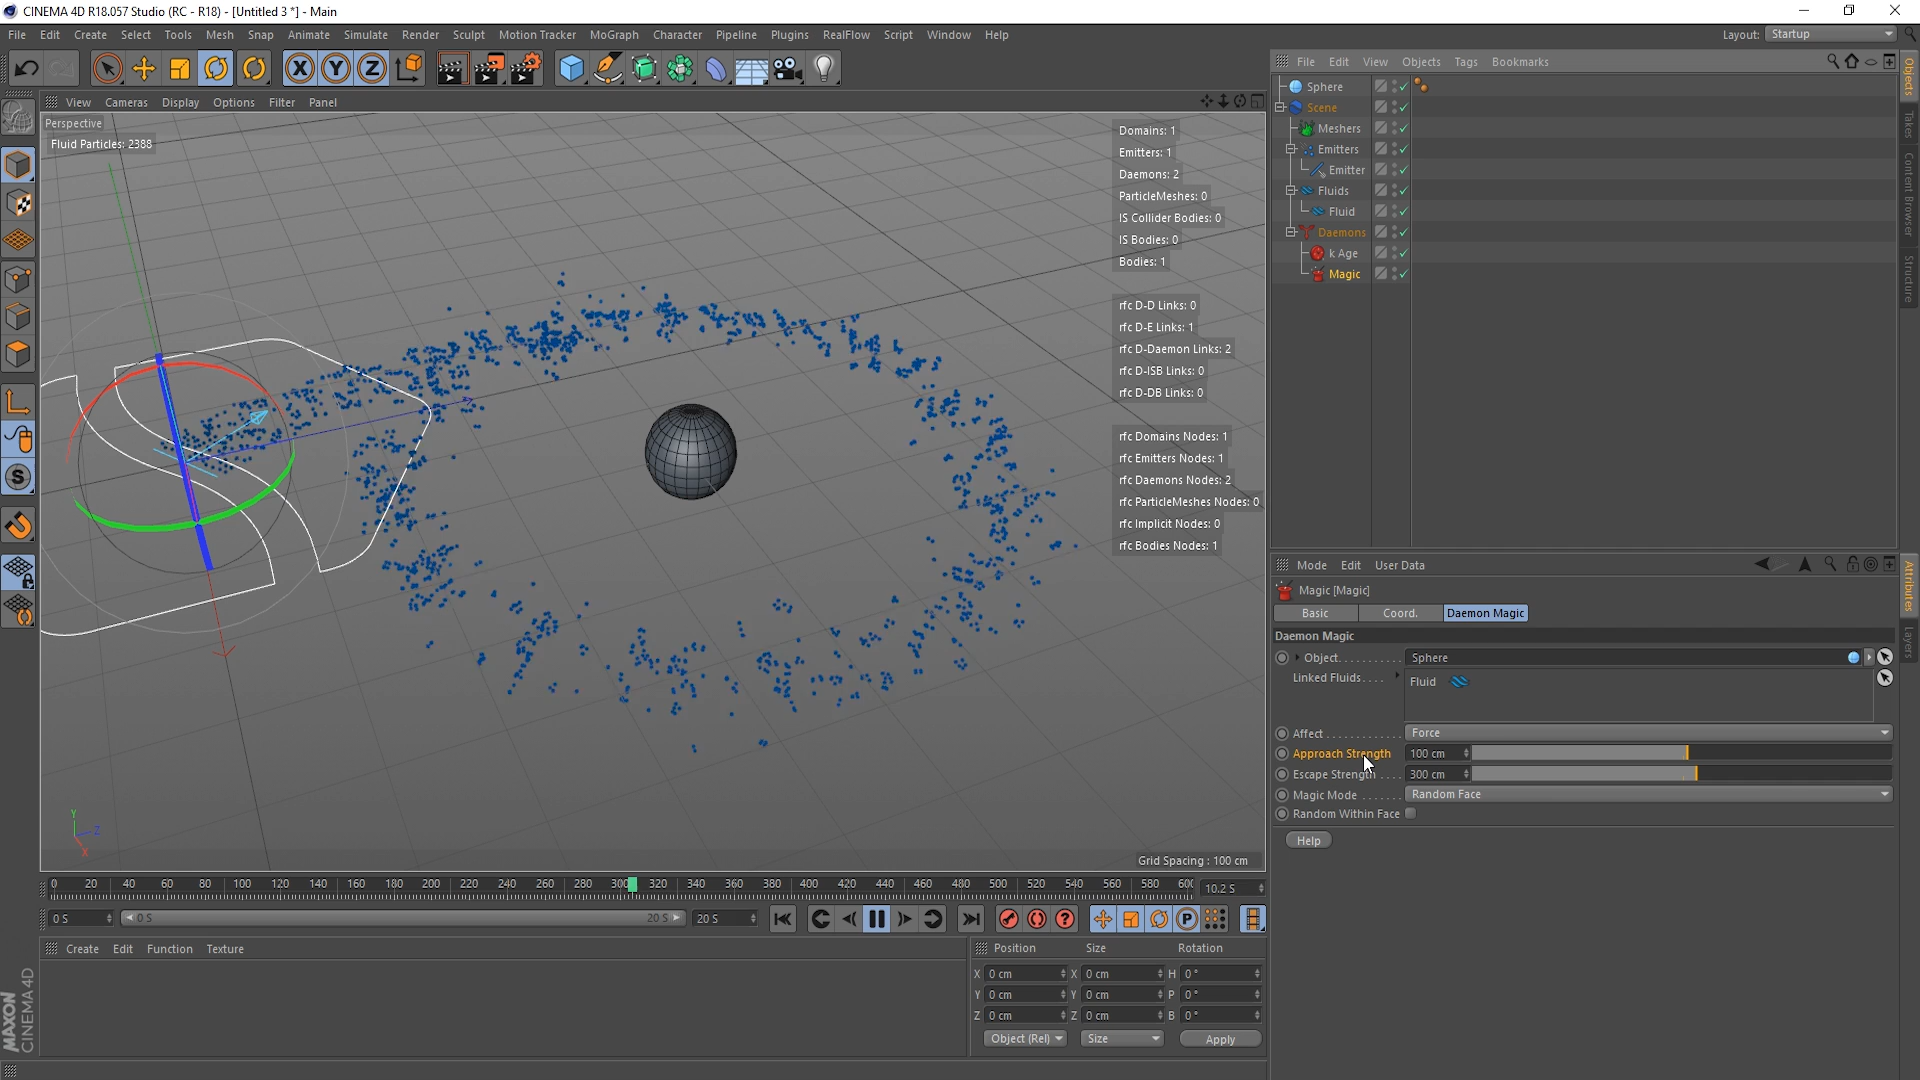 CINEMA 4D R18.057 Studio (RC - R18) - [Untitled 3 *] - Main
File Edit Create Select Tools Mesh Snap Animate Simulate Render Sculpt Motion Tracker MoGraph Character Pipeline Plugins RealFlow Script Window Help Layout: Startup
X Y Z
File Edit View Objects Tags Bookmarks
View Cameras Display Options Filter Panel
Perspective
Fluid Particles: 2388
Domains: 1
Emitters: 1
Daemons: 2
ParticleMeshes: 0
IS Collider Bodies: 0
IS Bodies: 0
Bodies: 1
rfc D-D Links: 0
rfc D-E Links: 1
rfc D-Daemon Links: 2
rfc D-ISB Links: 0
rfc D-DB Links: 0
rfc Domains Nodes: 1
rfc Emitters Nodes: 1
rfc Daemons Nodes: 2
rfc ParticleMeshes Nodes: 0
rfc Implicit Nodes: 0
rfc Bodies Nodes: 1
Y
Z
X
Grid Spacing : 100 cm
Sphere
Scene
Meshers
Emitters
Emitter
Fluids
Fluid
Daemons
k Age
Magic
Objects
Takes
Content Browser
Structure
Mode Edit User Data
Magic [Magic]
Basic Coord. Daemon Magic
Daemon Magic
Object. Sphere
Linked Fluids Fluid
Affect Force
Approach Strength 100 cm
Escape Strength 300 cm
Magic Mode Random Face
Random Within Face
Help
Attributes
Layers
0 20 40 60 80 100 120 140 160 180 200 220 240 260 280 300 320 340 360 380 400 420 440 460 480 500 520 540 560 580 600 10.2 S
0 S 0 S 20 S 20 S
Create Edit Function Texture
Position Size Rotation
X 0 cm X 0 cm H 0 °
Y 0 cm Y 0 cm P 0 °
Z 0 cm Z 0 cm B 0 °
Object (Rel) Size Apply
MAXON
CINEMA 4D